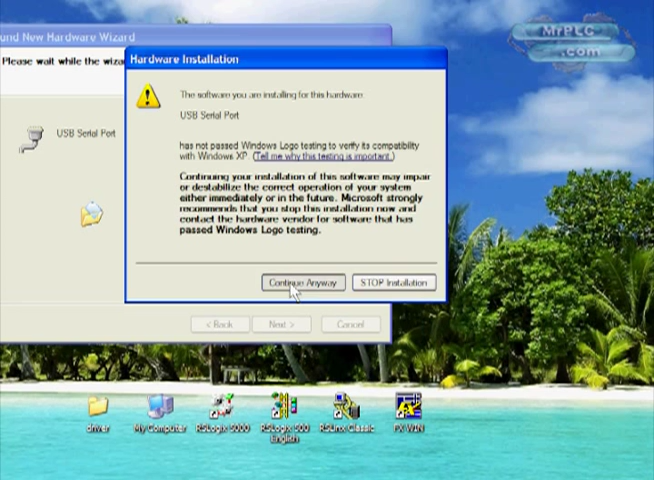 und New Hardware Wizard
MrPLC
.com
Please wait while the wiza
Hardware Installation
The software you are installing for this hardware:
USB Serial Port
USB Serial Port
has not passed Windows Logo testing to verify its compatibility
with Windows XP. (Tell me why this testing is important.)
Continuing your installation of this software may impair
or destabilize the correct operation of your system
either immediately or in the future. Microsoft strongly
recommends that you stop this installation now and
contact the hardware vendor for software that has
passed Windows Logo testing.
Continue Anyway
STOP Installation
< Back
Next >
Cancel
driver
My Computer
RSLogix 5000
RSLogix 500
English
RSLinx Classic
FX WIN